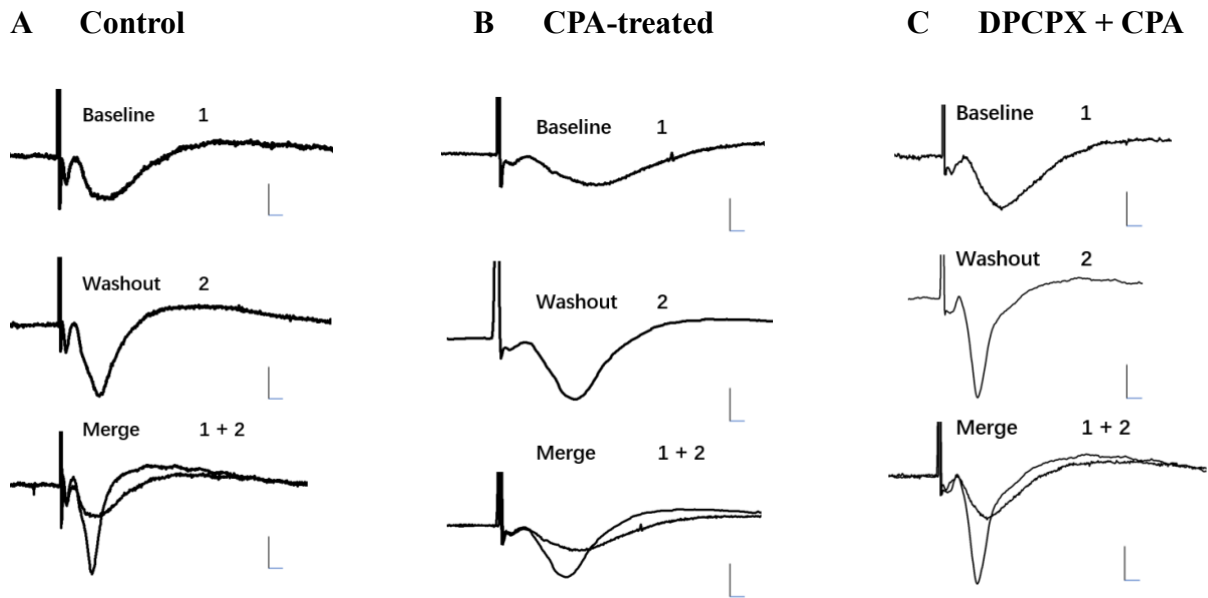 A Control
Baseline 1
Washout 2
Merge 1 + 2
B CPA-treated
Baseline 1
Washout 2
Merge 1 + 2
C DPCPX + CPA
Baseline 1
Washout 2
Merge 1 + 2